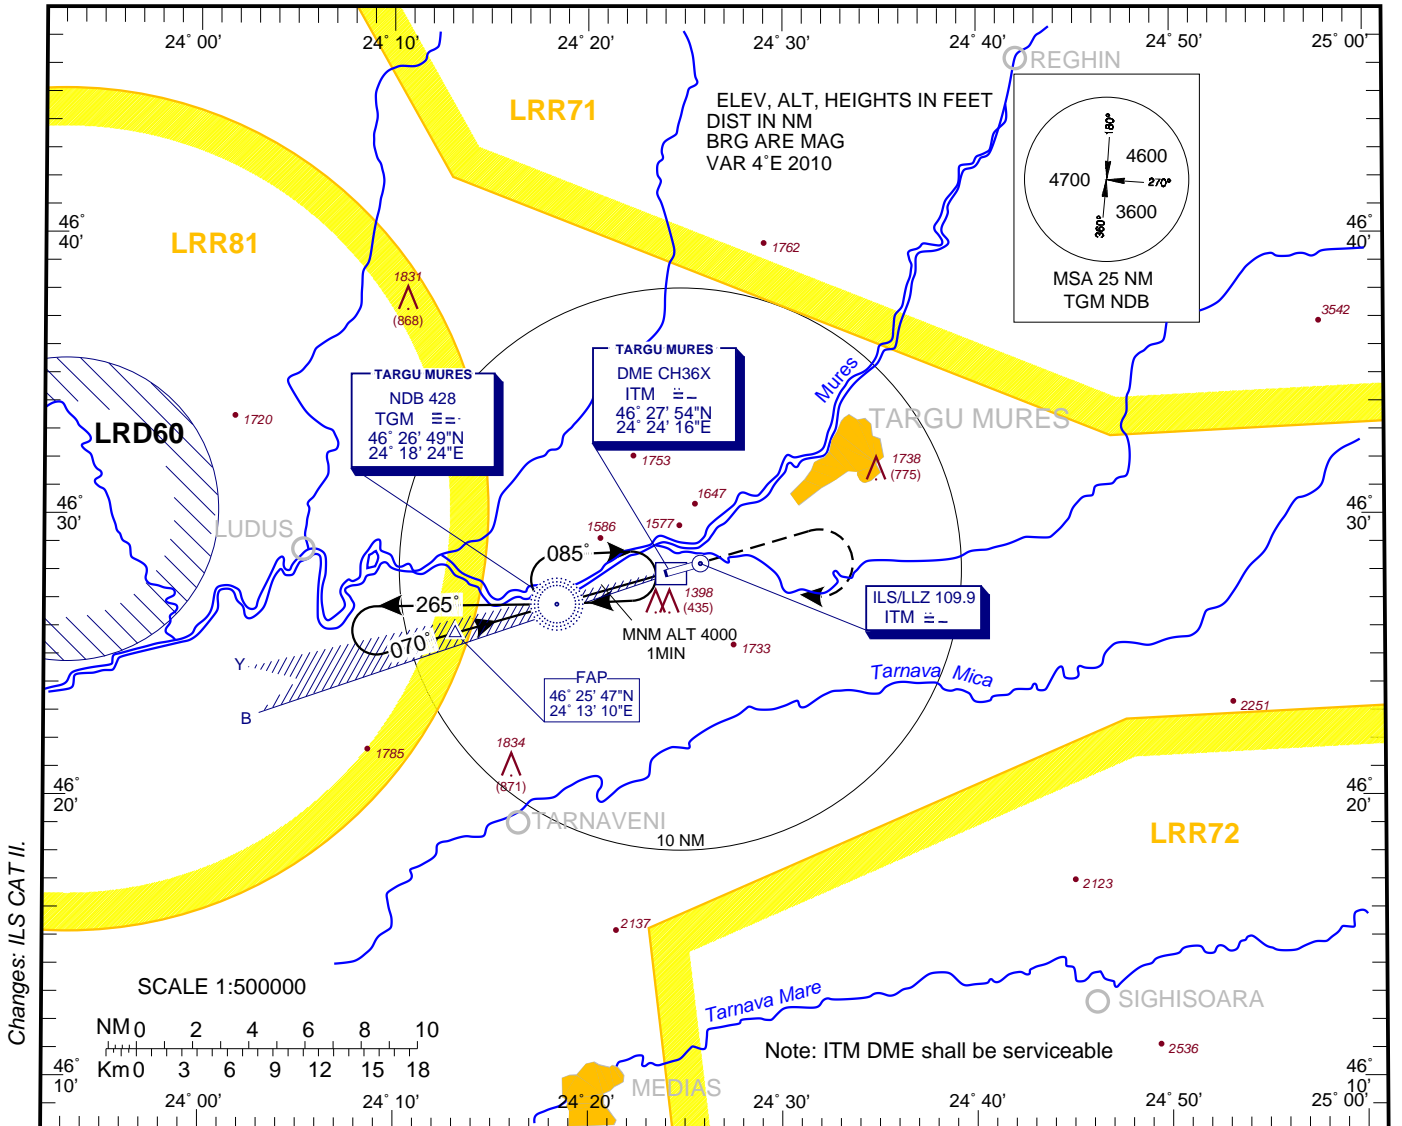 24° 00'
24° 10'
24° 20'
24° 30'
24° 40'
24° 50'
25° 00'
REGHIN
LRR71
ELEV, ALT, HEIGHTS IN FEET
DIST IN NM
BRG ARE MAG
VAR 4°E 2010
180°
4600
4700
270°
3600
360°
MSA 25 NM
TGM NDB
46°
40'
46°
40'
LRR81
1762
1831
(868)
3542
TARGU MURES
NDB 428
TGM
46° 26' 49"N
24° 18' 24"E
TARGU MURES
DME CH36X
ITM
46° 27' 54"N
24° 24' 16"E
Mures
TARGU MURES
1720
LRD60
1753
1738
(775)
1647
46°
30'
46°
30'
LUDUS
1577
1586
085°
265°
070°
1398
(435)
ILS/LLZ 109.9
ITM
MNM ALT 4000
1MIN
1733
Y
B
FAP
46° 25' 47"N
24° 13' 10"E
Tarnava Mica
2251
1785
1834
(871)
46°
20'
46°
20'
TARNAVENI
10 NM
LRR72
2123
2137
Changes: ILS CAT II.
SCALE 1:500000
NM 0 2 4 6 8 10
Km 0 3 6 9 12 15 18
Tarnava Mare
SIGHISOARA
Note: ITM DME shall be serviceable
2536
46°
10'
46°
10'
MEDIAS
24° 00'
24° 10'
24° 20'
24° 30'
24° 40'
24° 50'
25° 00'